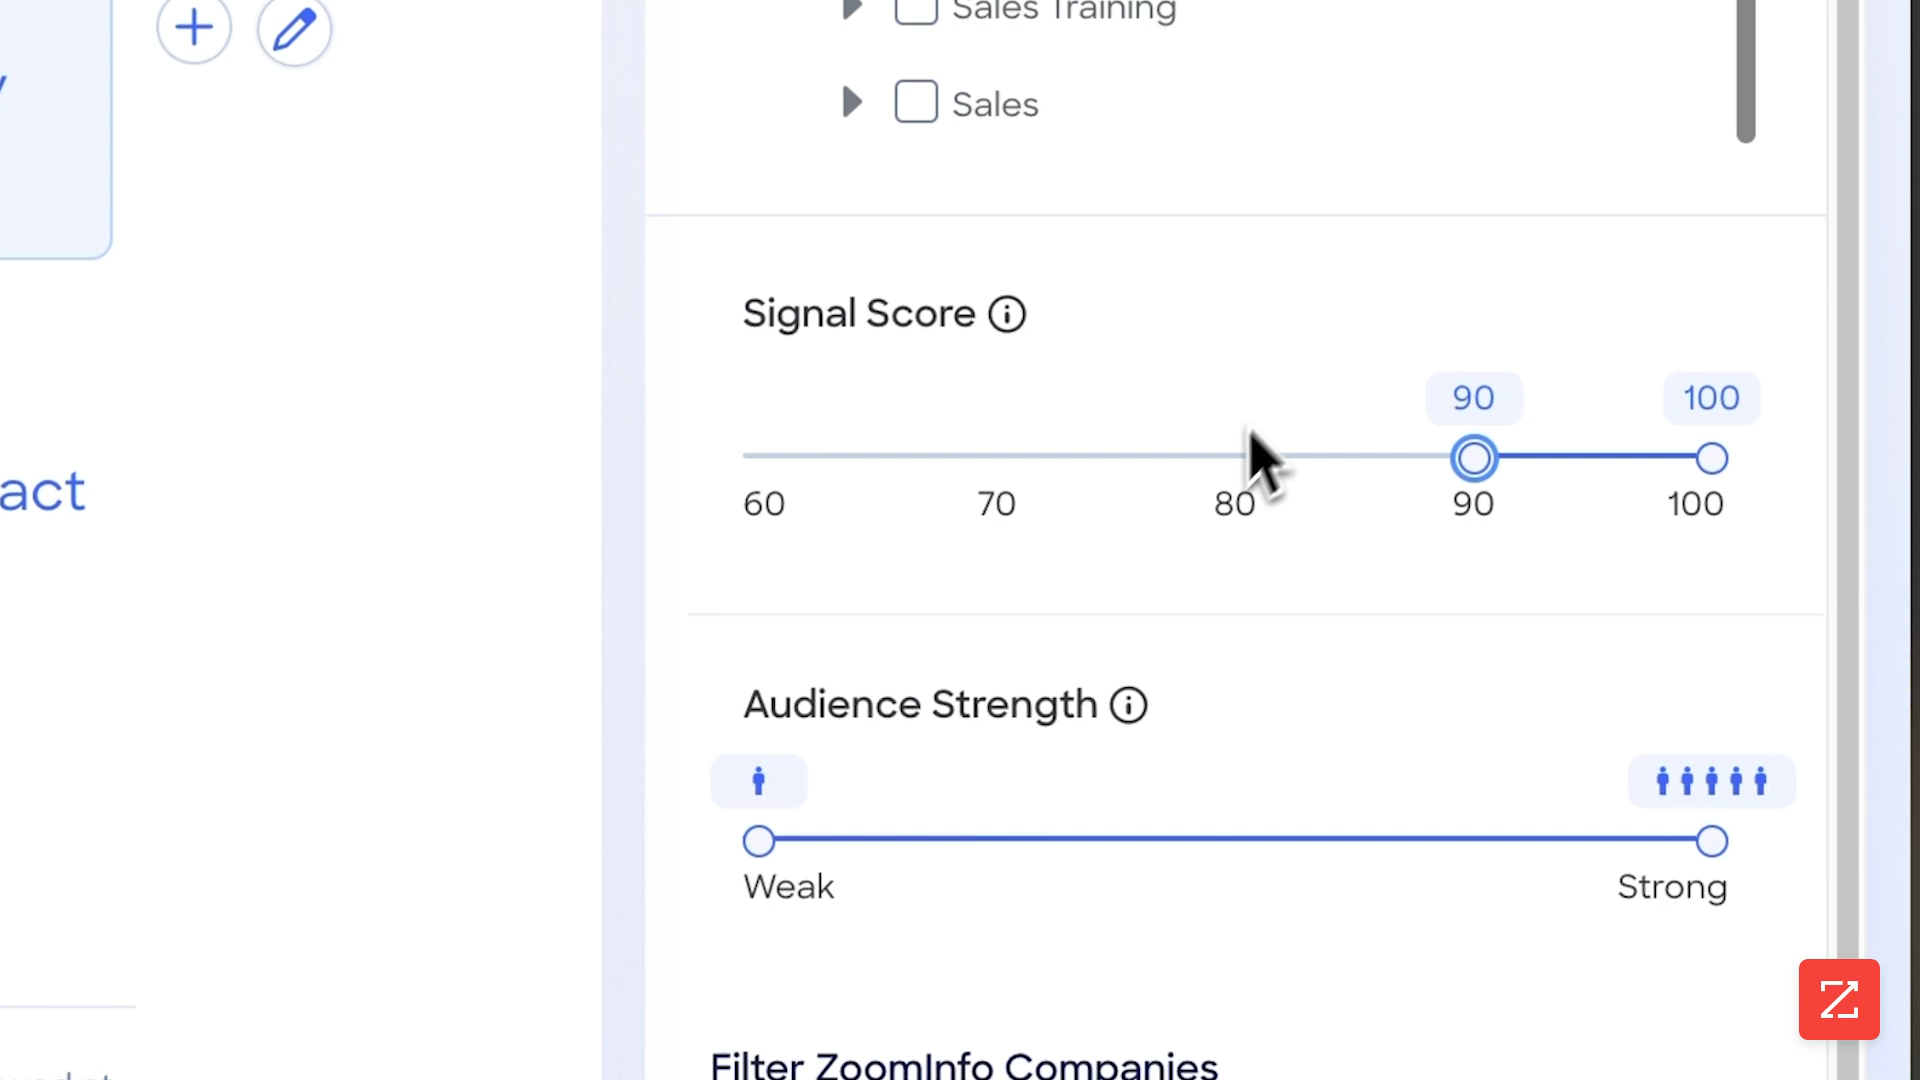 Sales Training
Sales
Signal Score
90 100
60 70 80 90 100
act
Audience Strength
Weak Strong
Filter ZoomInfo Companies